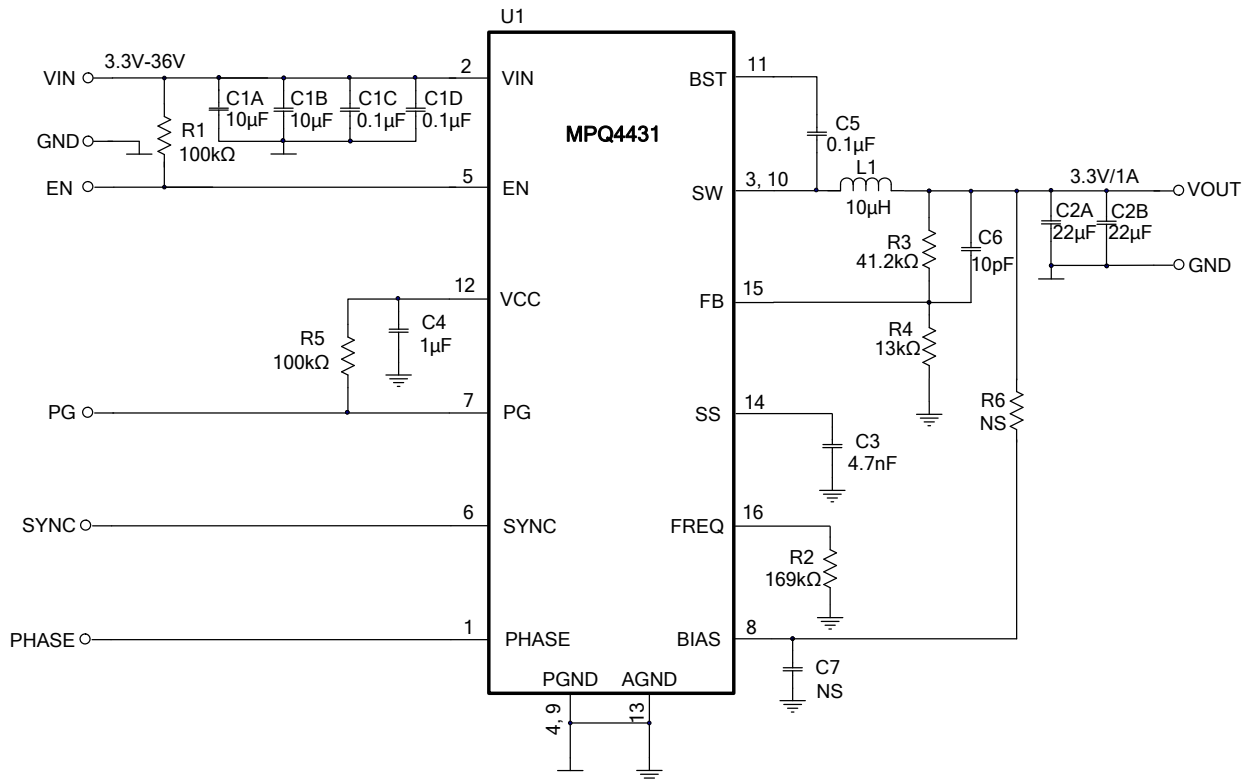 U1
VIN
3.3V-36V
2
VIN
C1A
10µF
C1B
10µF
C1C
0.1µF
C1D
0.1µF
GND
R1
100kΩ
EN
5
EN
12
VCC
R5
100kΩ
C4
1µF
PG
7
PG
SYNC
6
SYNC
PHASE
1
PHASE
MPQ4431
BST
11
C5
0.1µF
SW
3, 10
L1
10µH
3.3V/1A
VOUT
C2A
22µF
C2B
22µF
GND
R3
41.2kΩ
C6
10pF
FB
15
R4
13kΩ
SS
14
C3
4.7nF
R6
NS
FREQ
16
R2
169kΩ
BIAS
8
C7
NS
PGND
AGND
4, 9
13